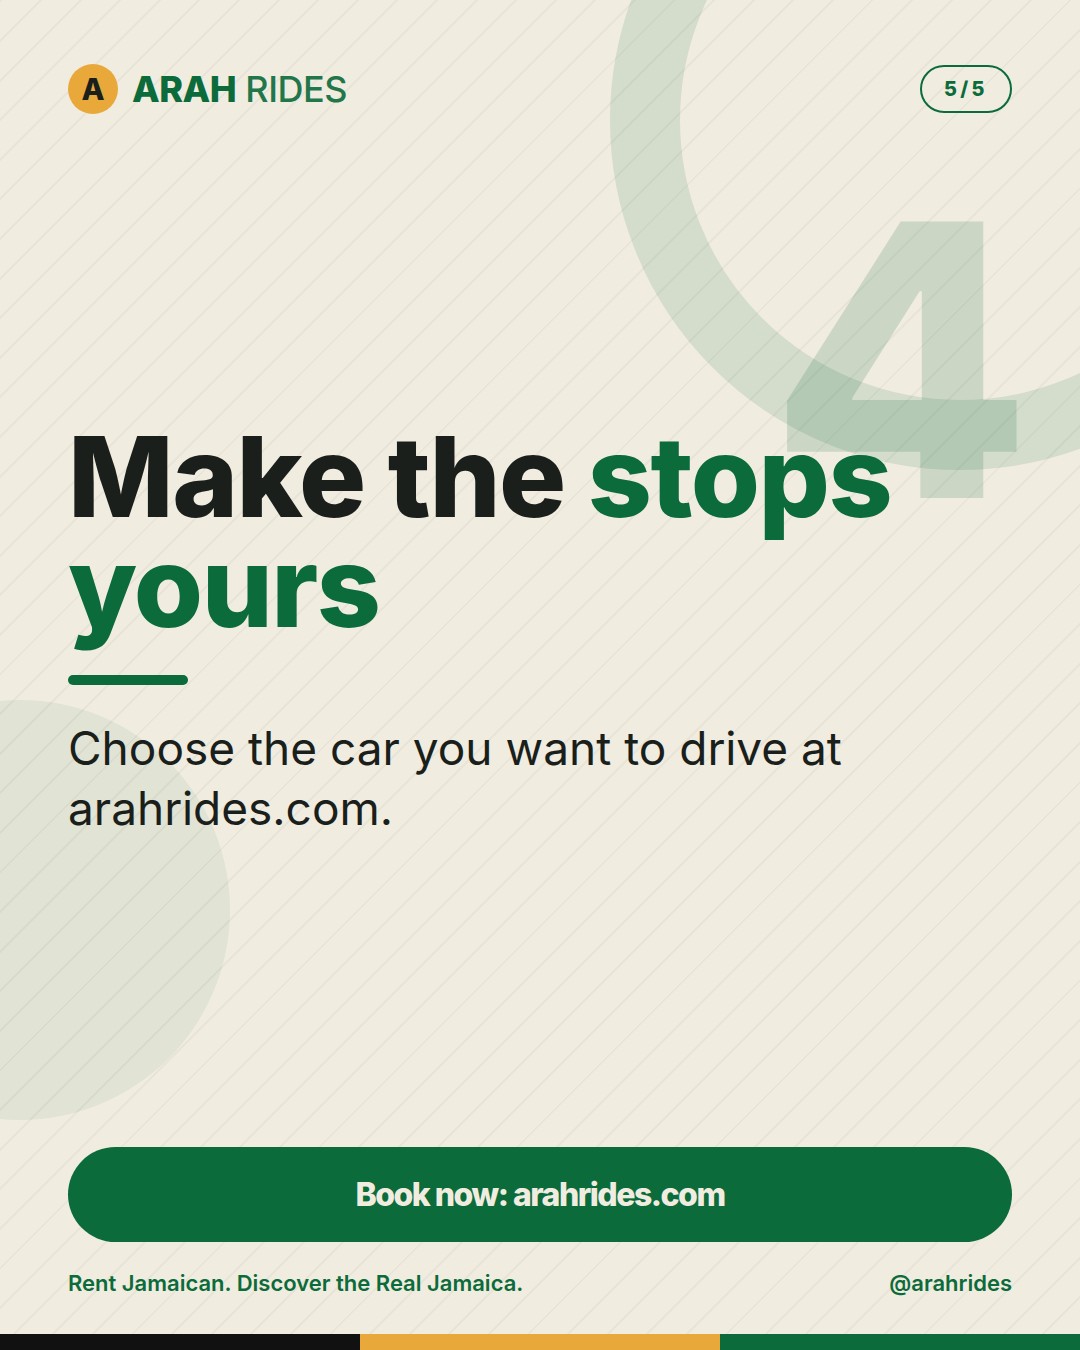 A ARAH RIDES
5/5
4
Make the stops
yours
Choose the car you want to drive at
arahrides.com.
Book now: arahrides.com
Rent Jamaican. Discover the Real Jamaica.
@arahrides